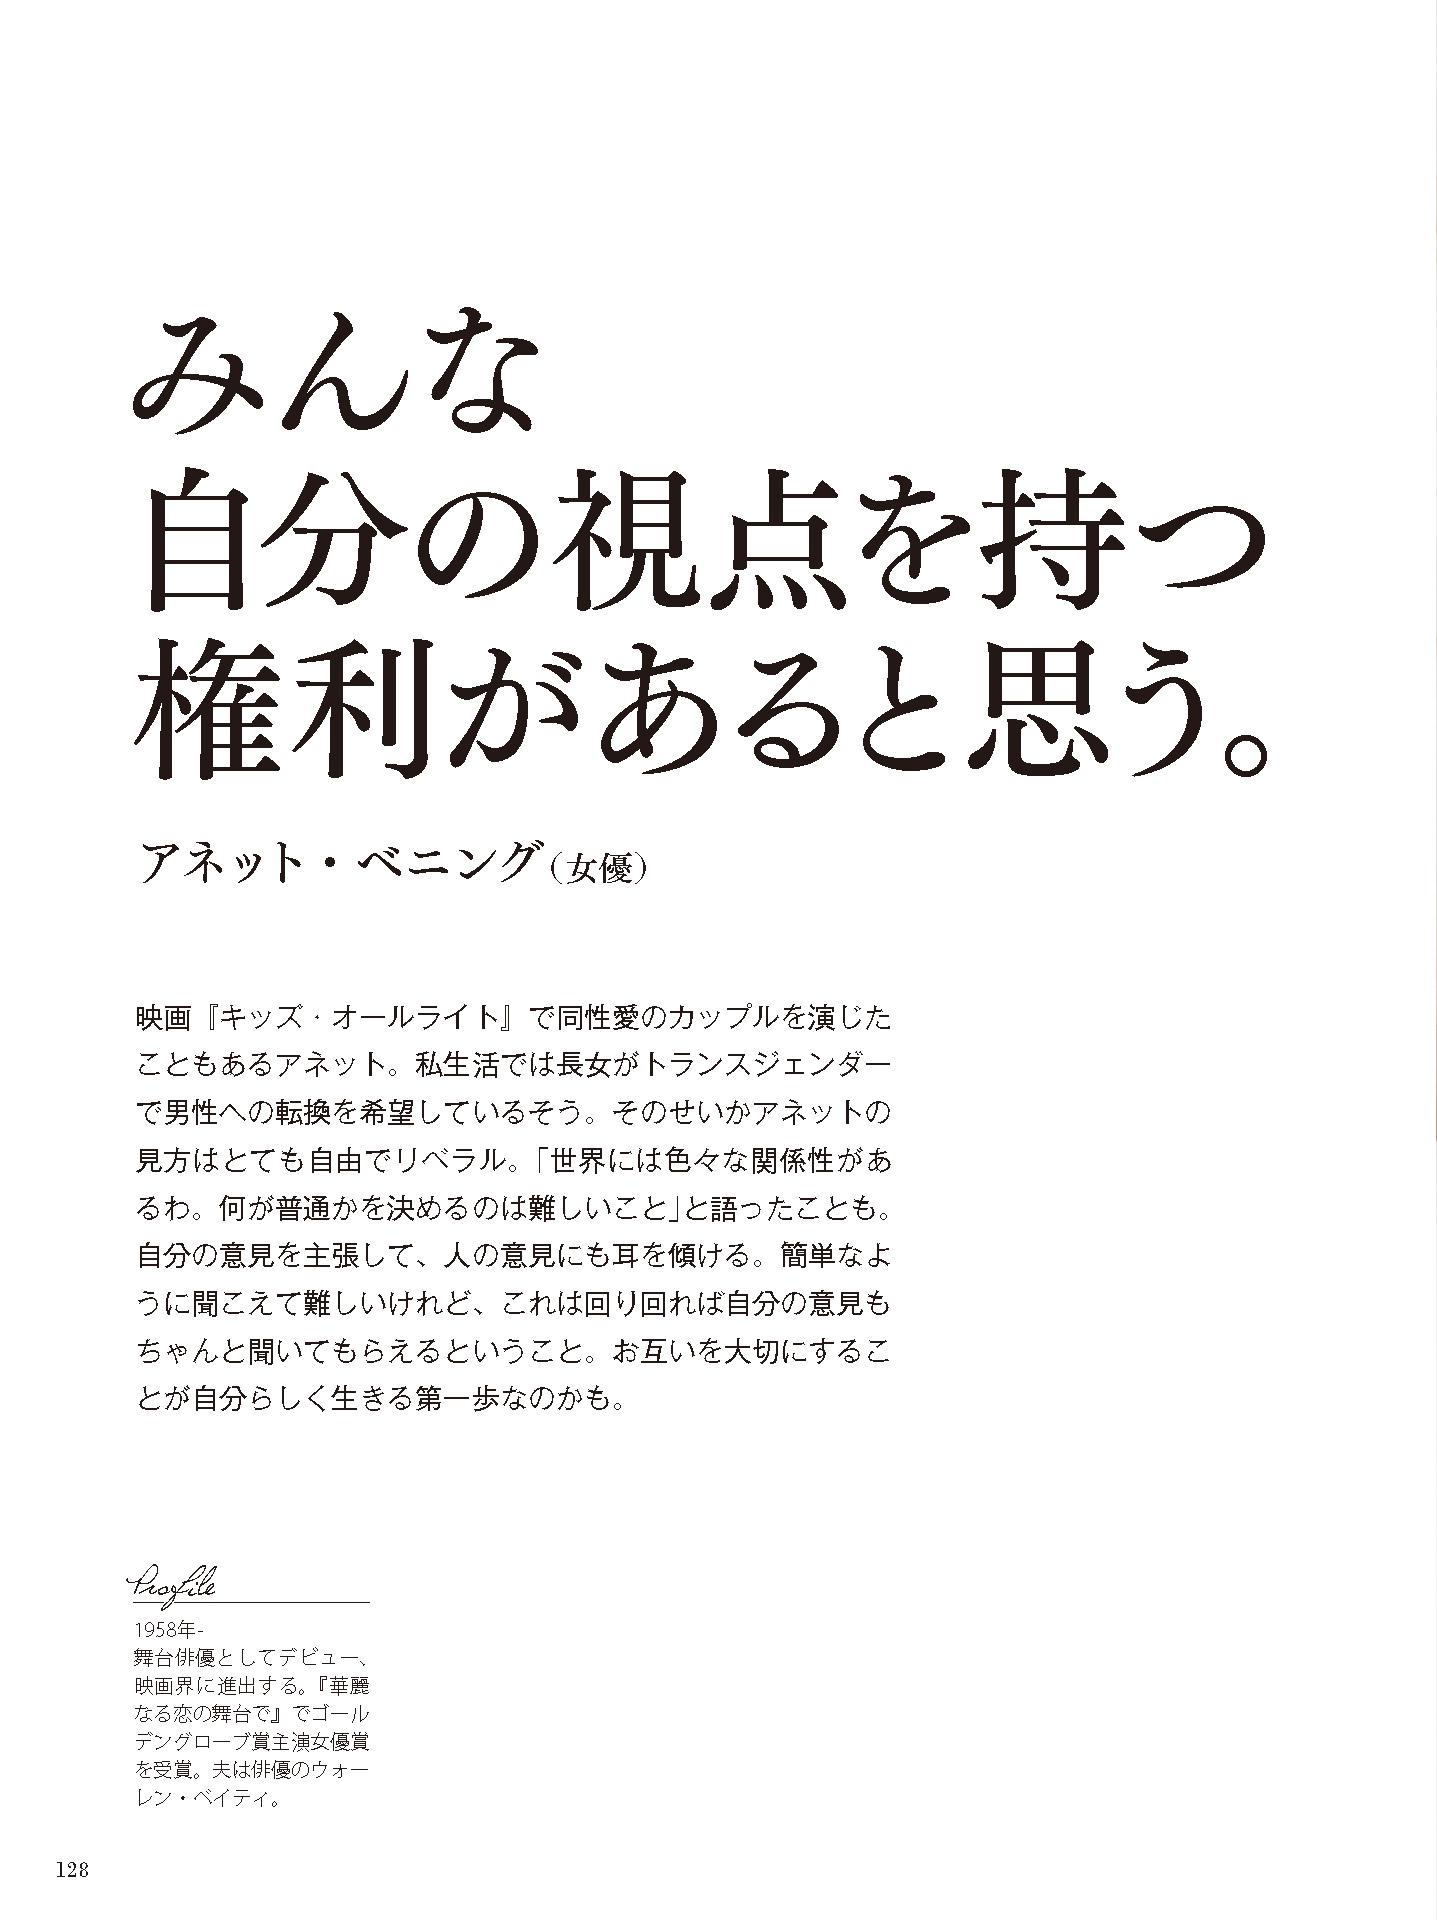 みんな
自分の視点を持つ
権利があると思う。
アネット・ベニング(女優)
映画『キッズ・オールライト』で同性愛のカップルを演じた
こともあるアネット。私生活では長女がトランスジェンダー
で男性への転換を希望しているそう。そのせいかアネットの
見方はとても自由でリベラル。「世界には色々な関係性があ
るわ。何が普通かを決めるのは難しいこと」と語ったことも。
自分の意見を主張して、人の意見にも耳を傾ける。簡単なよ
うに聞こえて難しいけれど、これは回り回れば自分の意見も
ちゃんと聞いてもらえるということ。お互いを大切にするこ
とが自分らしく生きる第一歩なのかも。
Profile
1958年-
舞台俳優としてデビュー、
映画界に進出する。『華麗
なる恋の舞台で』でゴール
デングローブ賞主演女優賞
を受賞。夫は俳優のウォー
レン・ベイティ。
128